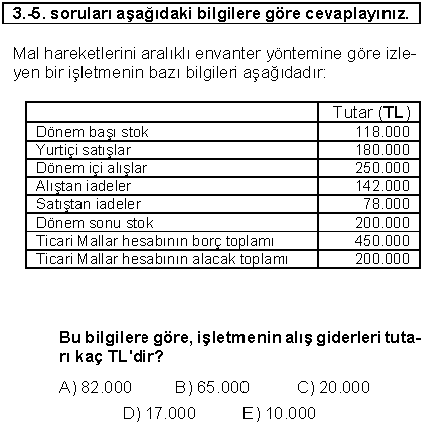 3.-5. soruları aşağıdaki bilgilere göre cevaplayınız.
Mal hareketlerini aralıklı envanter yöntemine göre izle-
yen bir işletmenin bazı bilgileri aşağıdadır:
Tutar (TL)
Dönem başı stok 118.000
Yurtiçi satışlar 180.000
Dönem içi alışlar 250.000
Alıştan iadeler 142.000
Satıştan iadeler 78.000
Dönem sonu stok 200.000
Ticari Mallar hesabının borç toplamı 450.000
Ticari Mallar hesabının alacak toplamı 200.000
Bu bilgilere göre, işletmenin alış giderleri tuta-
rı kaç TL'dir?
A) 82.000 B) 65.000 C) 20.000
D) 17.000 E) 10.000